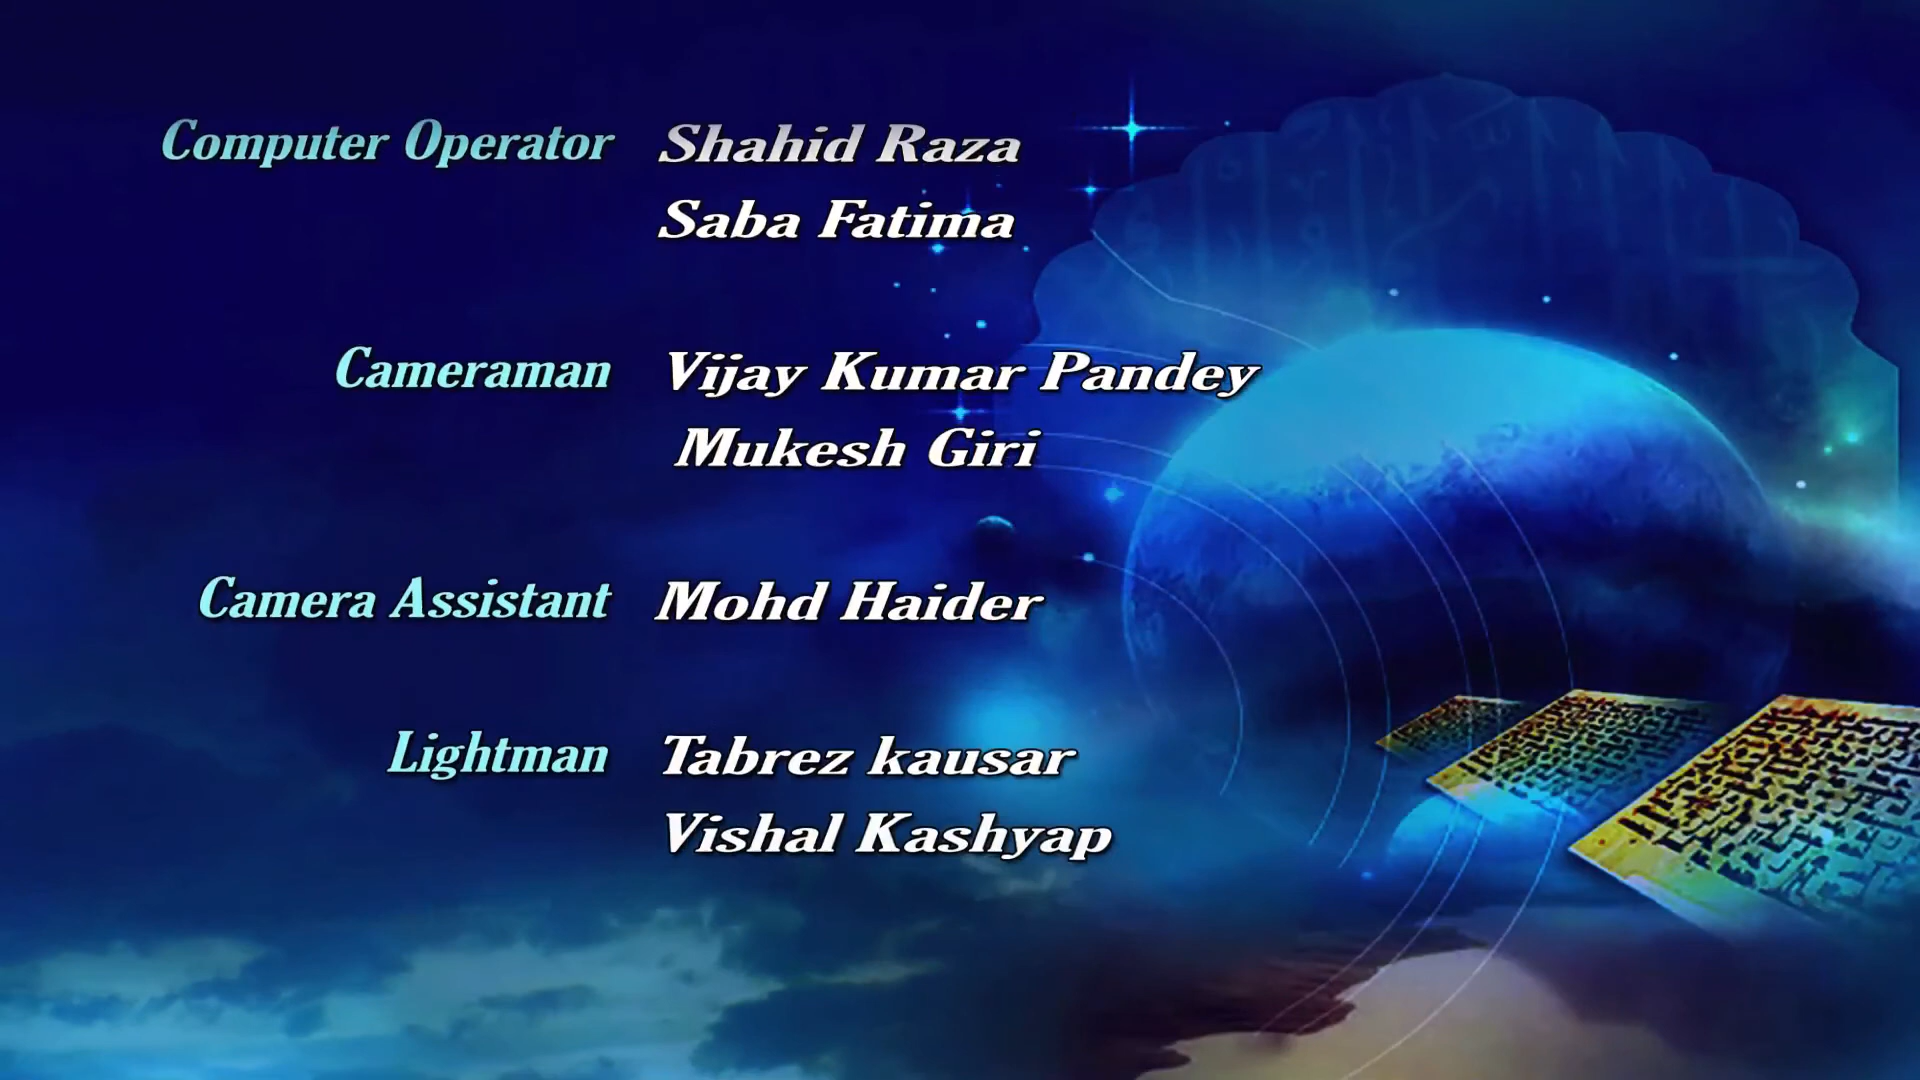 Computer Operator Shahid Raza
Saba Fatima
Cameraman Vijay Kumar Pandey
Mukesh Giri
Camera Assistant Mohd Haider
Lightman Tabrez kausar
Vishal Kashyap